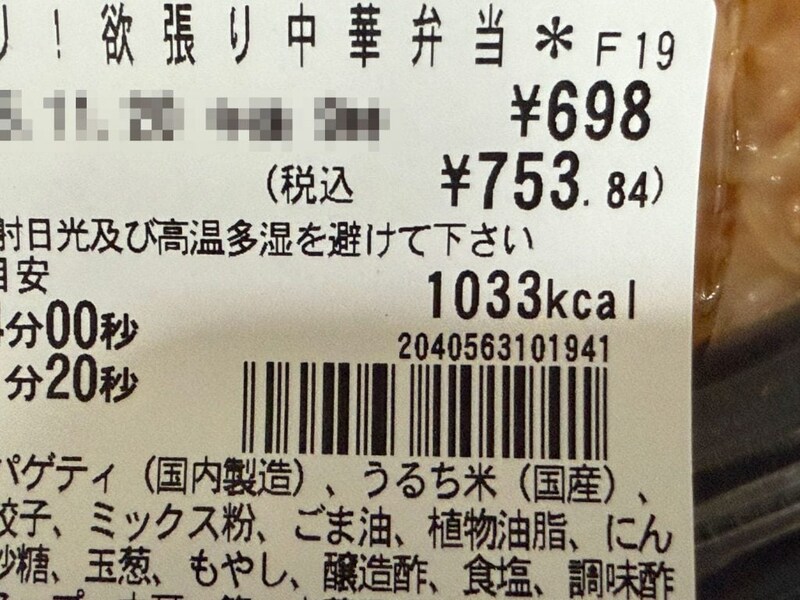 り!欲張り中華弁当*F19
¥698
(税込 ¥753.84)
射日光及び高温多湿を避けて下さい
目安
1033kcal
分00秒
2040563101941
分20秒
パゲティ(国内製造)、うるち米(国産)、
餃子、ミックス粉、ごま油、植物油脂、にん
砂糖、玉葱、もやし、醸造酢、食塩、調味酢